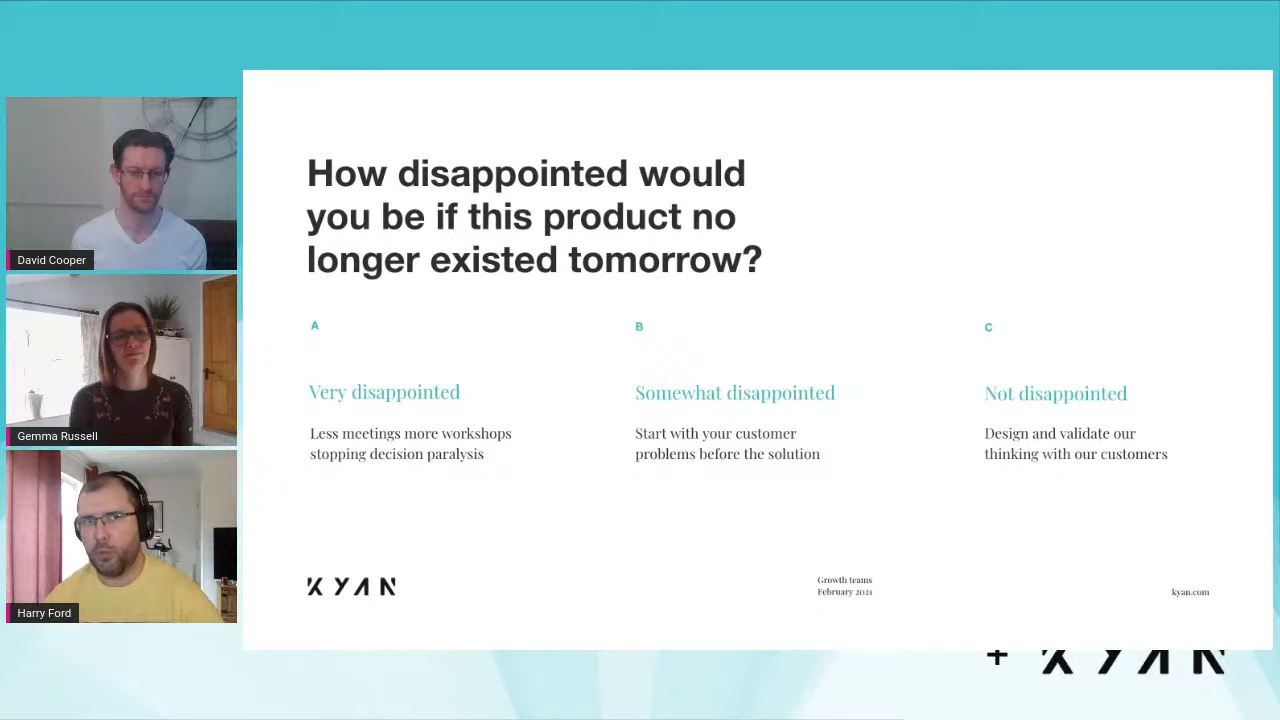 David Cooper
Gemma Russell
Harry Ford
How disappointed would
you be if this product no
longer existed tomorrow?
A
Very disappointed
Less meetings more workshops
stopping decision paralysis
B
Somewhat disappointed
Start with your customer
problems before the solution
C
Not disappointed
Design and validate our
thinking with our customers
KYAN
Growth teams
February 2021
kyan.com
+ KYAN